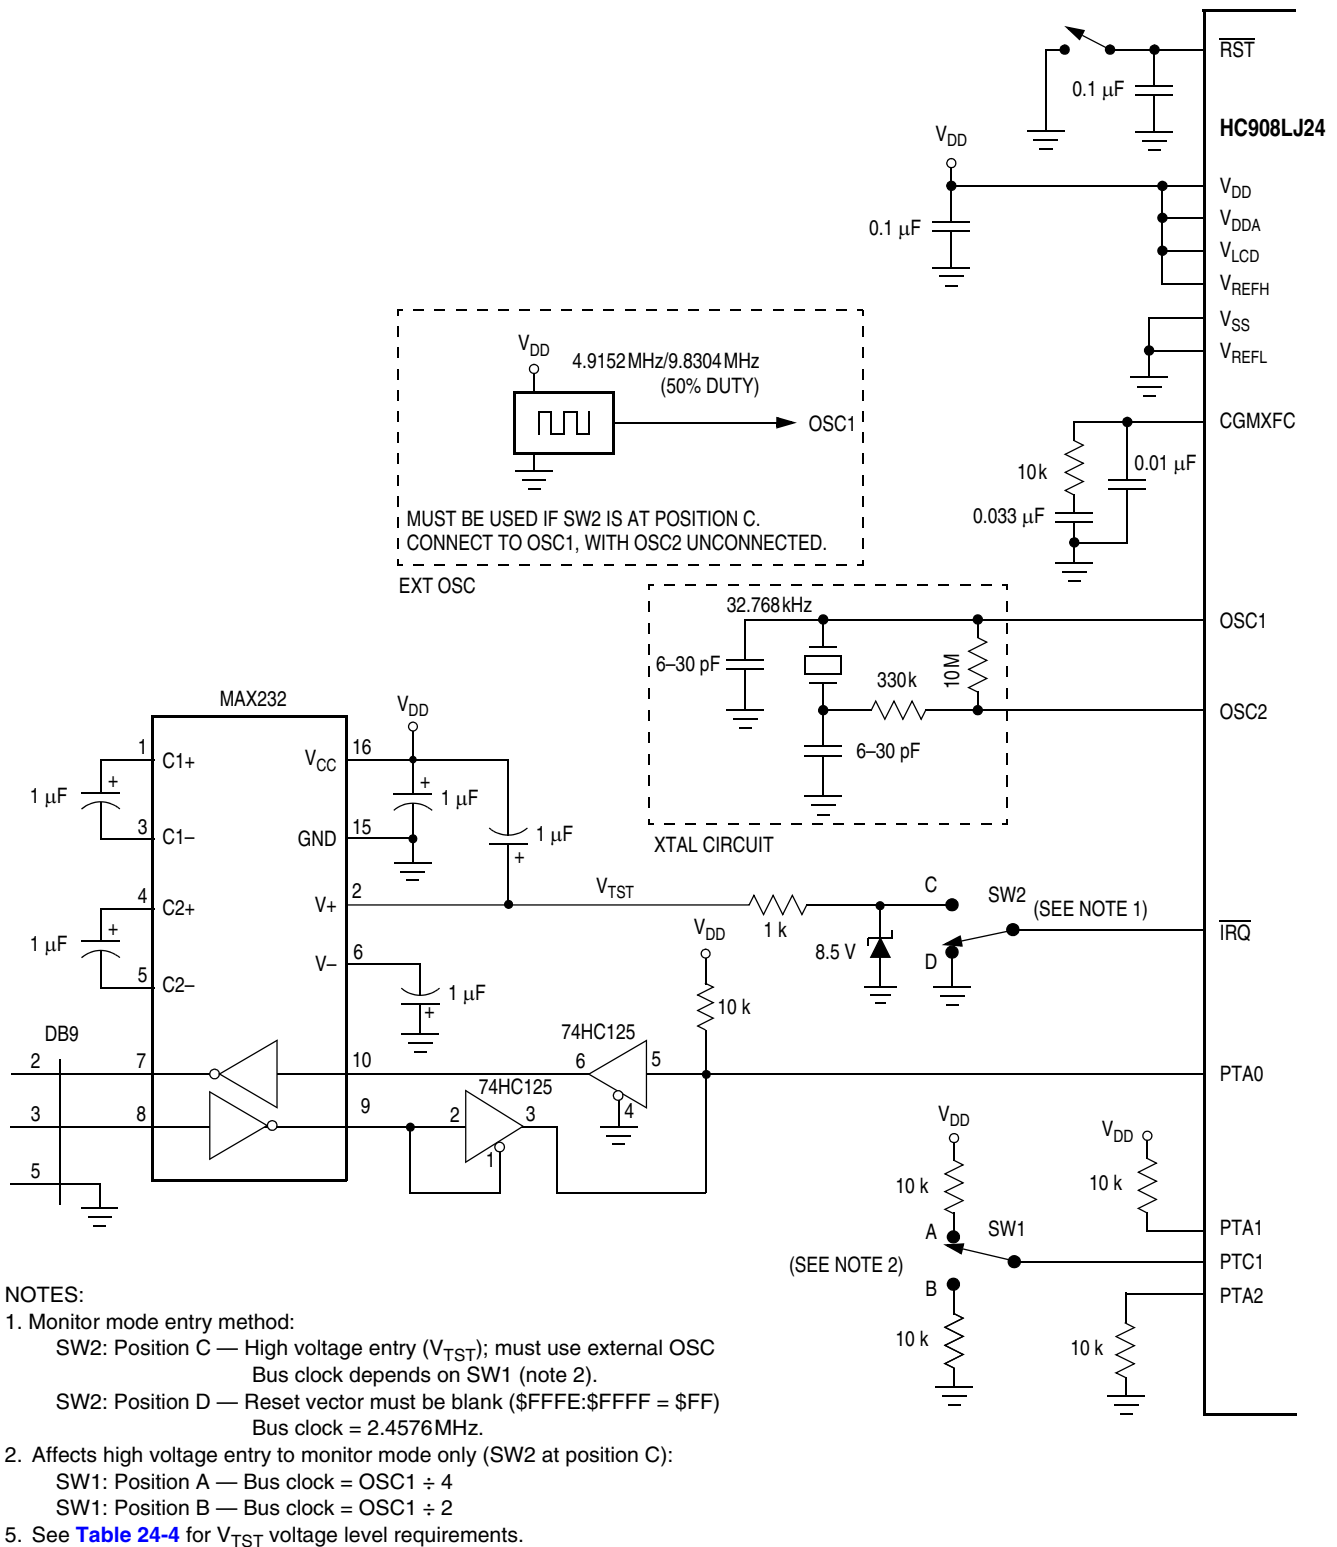 RST
0.1 µF
HC908LJ24
VDD
VDD
0.1 µF
VDDA
VLCD
VREFH
VSS
VREFL
VDD
4.9152MHz/9.8304MHz
(50% DUTY)
OSC1
MUST BE USED IF SW2 IS AT POSITION C.
CONNECT TO OSC1, WITH OSC2 UNCONNECTED.
EXT OSC
CGMXFC
10k
0.01 µF
0.033 µF
32.768kHz
OSC1
6–30 pF
330k
10M
OSC2
6–30 pF
XTAL CIRCUIT
MAX232
VDD
1
C1+
VCC
16
1 µF
+
+
1 µF
3
C1–
GND
15
1 µF
+
4
C2+
V+
2
VTST
1 k
C
SW2
(SEE NOTE 1)
IRQ
1 µF
+
8.5 V
D
5
C2–
V–
6
1 µF
+
VDD
10 k
DB9
74HC125
2
7
10
6
5
4
PTA0
74HC125
3
8
9
2
3
1
5
VDD
10 k
VDD
10 k
A
SW1
PTA1
(SEE NOTE 2)
PTC1
B
PTA2
10 k
10 k
NOTES:
1. Monitor mode entry method:
SW2: Position C — High voltage entry (VTST); must use external OSC
Bus clock depends on SW1 (note 2).
SW2: Position D — Reset vector must be blank ($FFFE:$FFFF = $FF)
Bus clock = 2.4576MHz.
2. Affects high voltage entry to monitor mode only (SW2 at position C):
SW1: Position A — Bus clock = OSC1 ÷ 4
SW1: Position B — Bus clock = OSC1 ÷ 2
5. See Table 24-4 for VTST voltage level requirements.